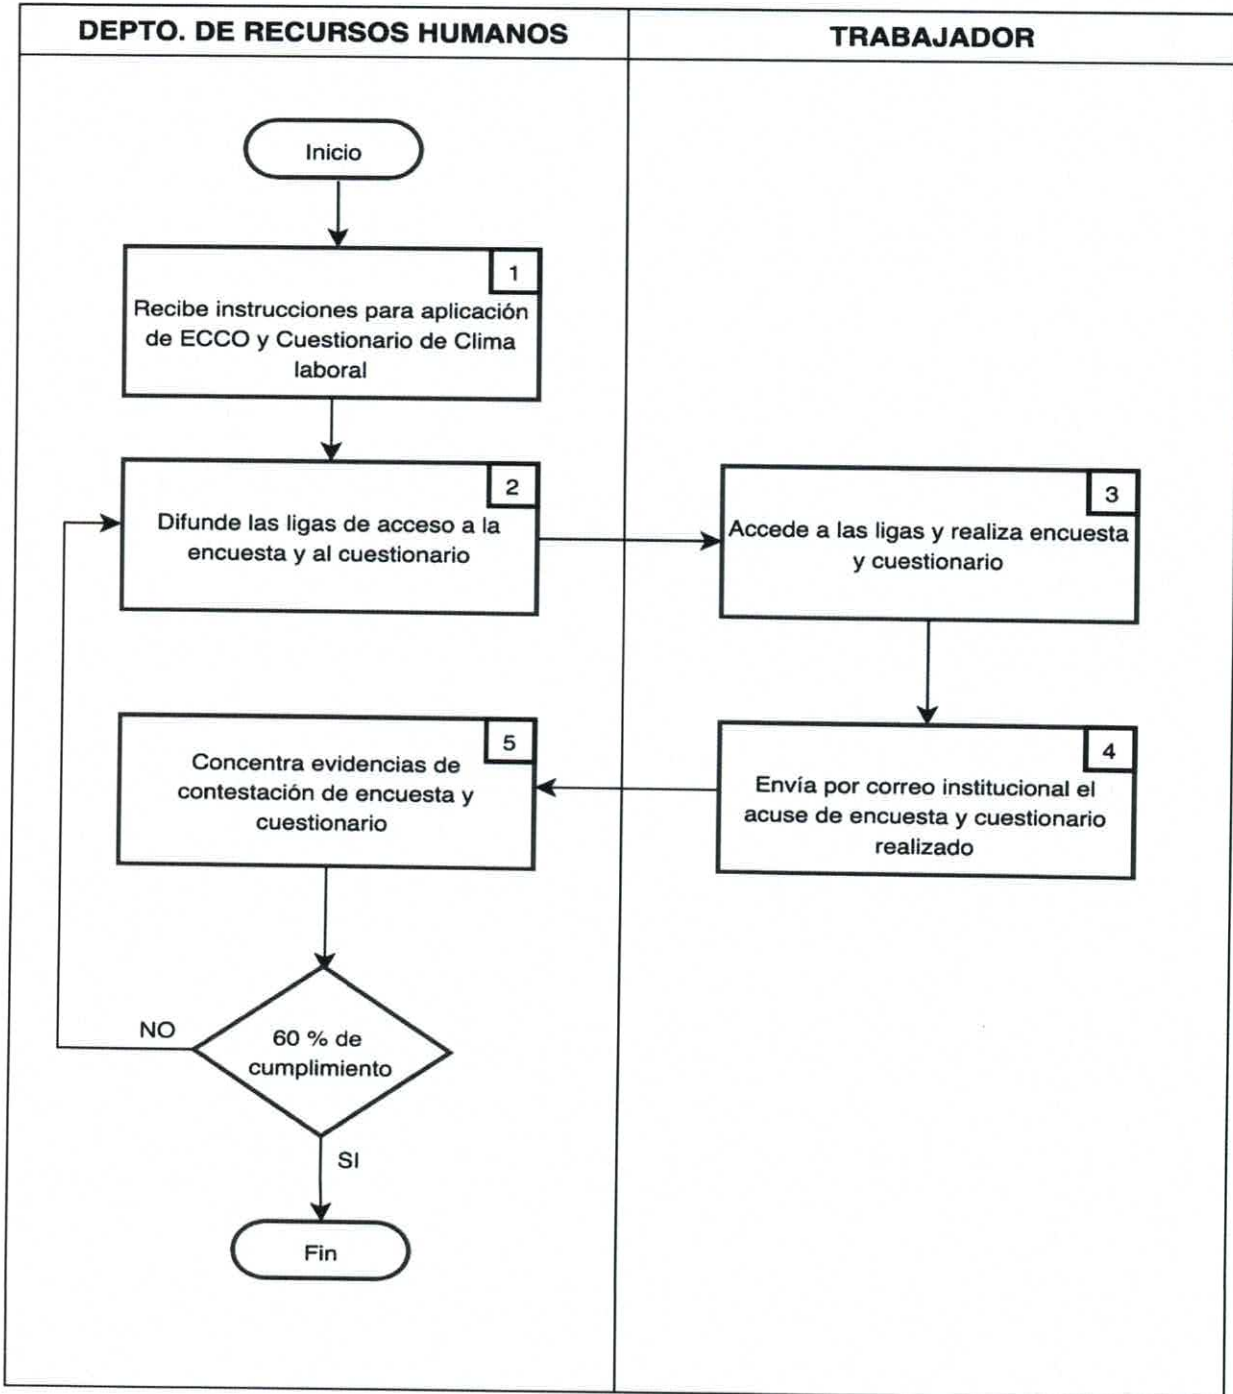 DEPTO. DE RECURSOS HUMANOS
TRABAJADOR
Inicio
1
Recibe instrucciones para aplicación
de ECCO y Cuestionario de Clima
laboral
2
Difunde las ligas de acceso a la
encuesta y al cuestionario
3
Accede a las ligas y realiza encuesta
y cuestionario
4
Envía por correo institucional el
acuse de encuesta y cuestionario
realizado
5
Concentra evidencias de
contestación de encuesta y
cuestionario
60 % de
cumplimiento
NO
SI
Fin